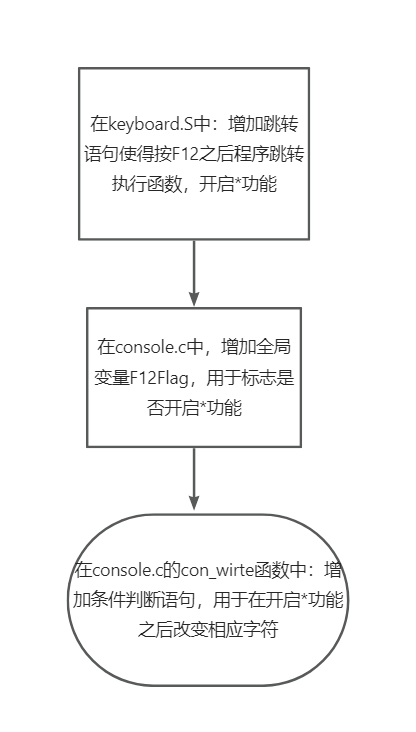 在keyboard.S中：增加跳转
语句使得按F12之后程序跳转
执行函数，开启*功能
在console.c中，增加全局
变量F12Flag，用于标志是
否开启*功能
在console.c的con_wirte函数中：增
加条件判断语句，用于在开启*功能
之后改变相应字符